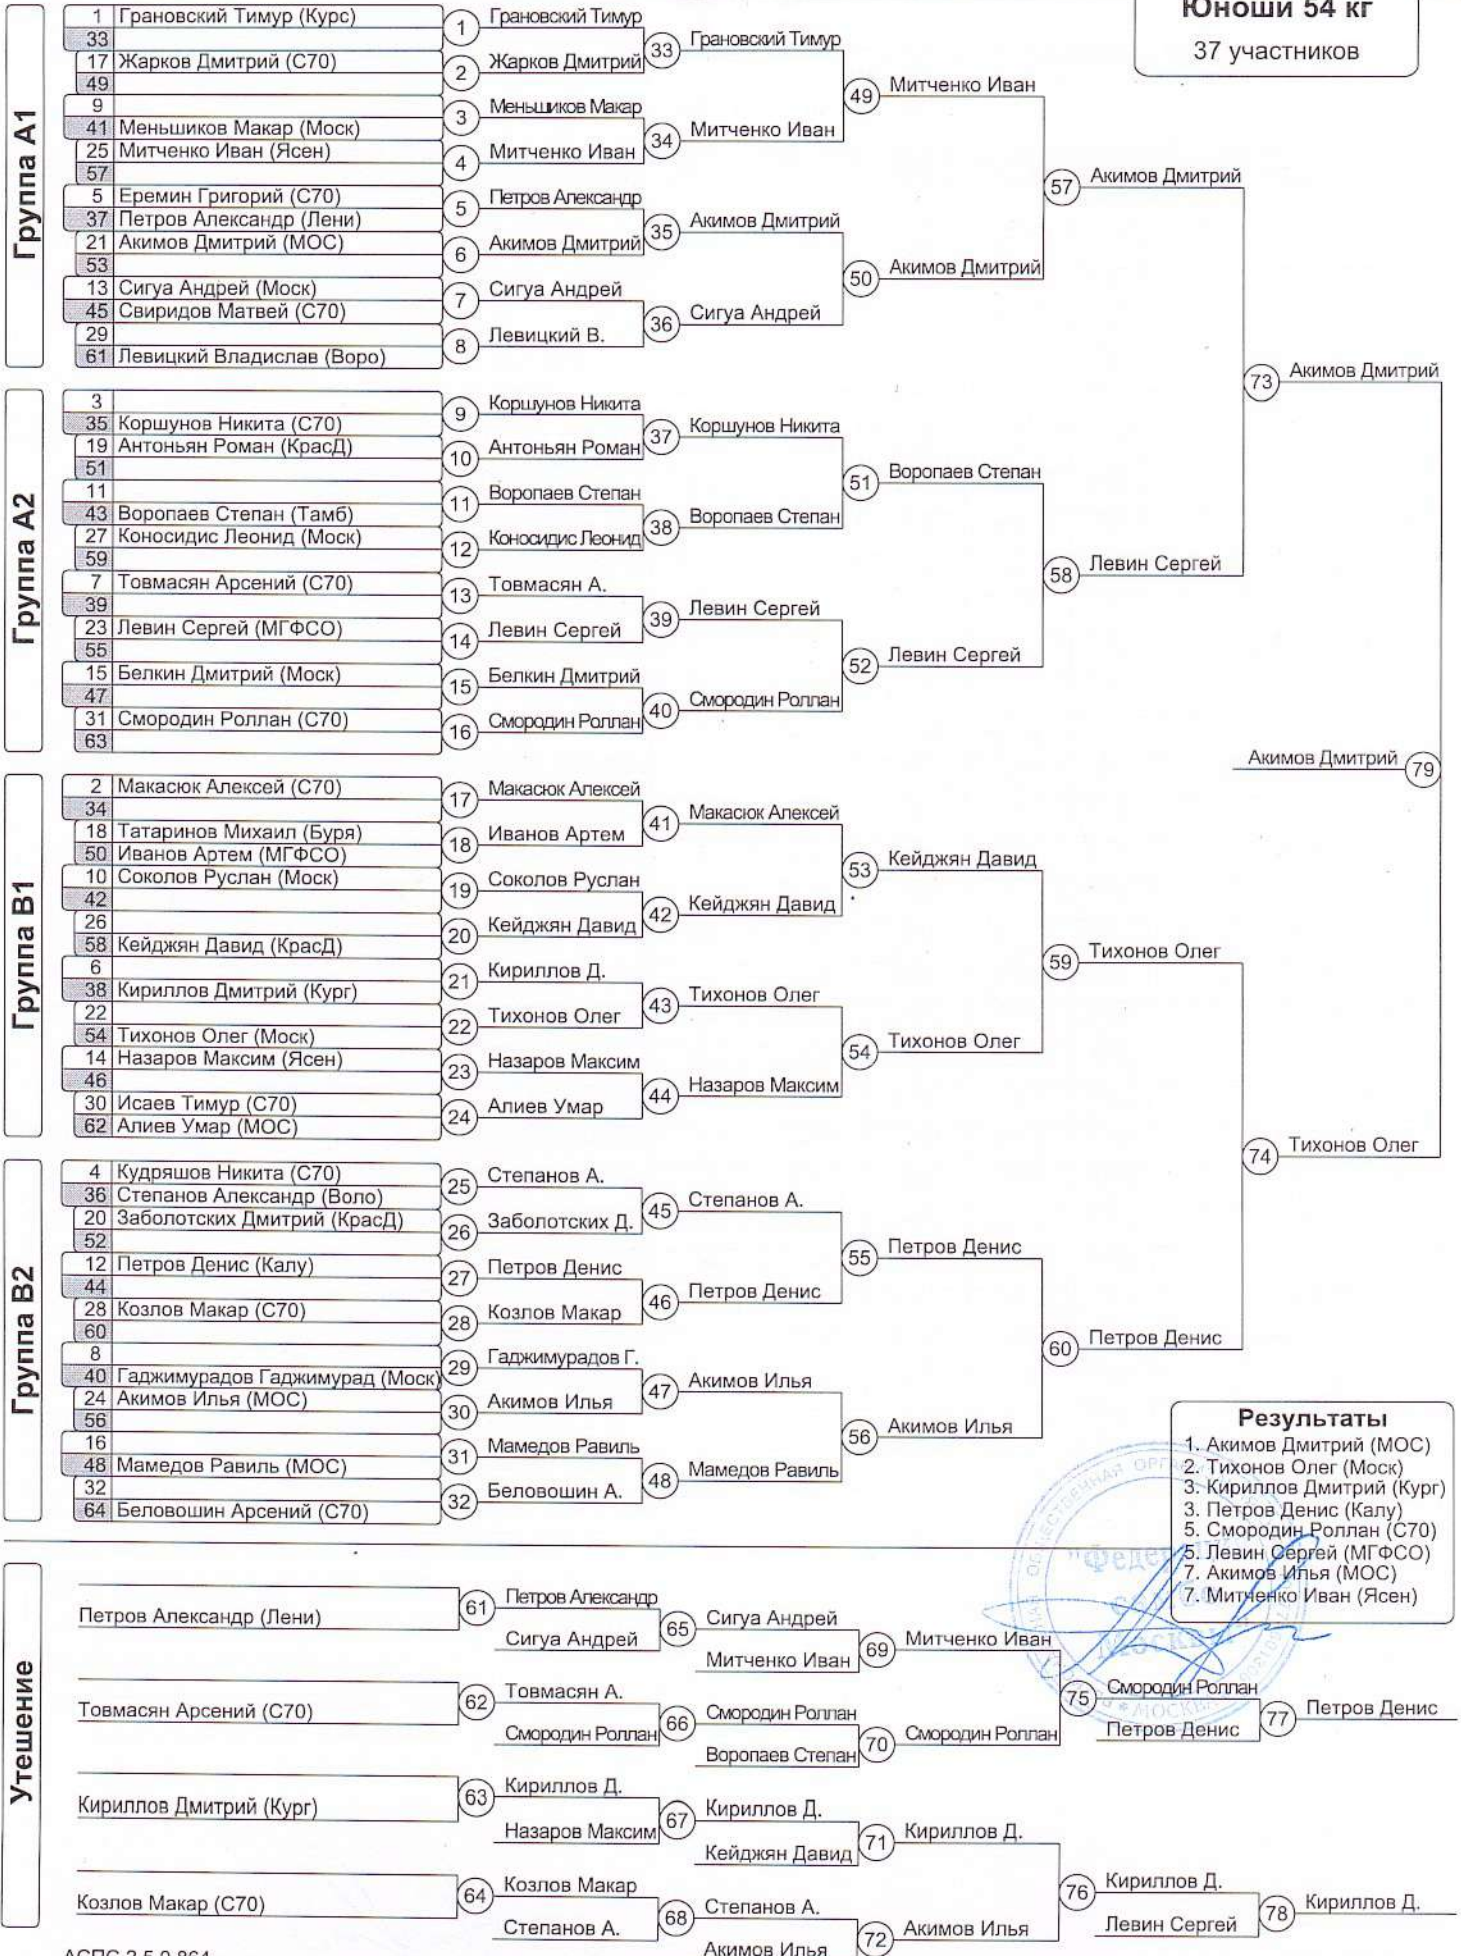 Юноши 54 кг
37 участников
Группа А1
1 Грановский Тимур (Курс)
33
17 Жарков Дмитрий (С70)
49
9
41 Меньшиков Макар (Моск)
25 Митченко Иван (Ясен)
57
5 Еремин Григорий (С70)
37 Петров Александр (Лени)
21 Акимов Дмитрий (МОС)
53
13 Сигуа Андрей (Моск)
45 Свиридов Матвей (С70)
29
61 Левицкий Владислав (Воро)
1 Грановский Тимур
2 Жарков Дмитрий
3 Меньшиков Макар
4 Митченко Иван
5 Петров Александр
6 Акимов Дмитрий
7 Сигуа Андрей
8 Левицкий В.
33 Грановский Тимур
34 Митченко Иван
35 Акимов Дмитрий
36 Сигуа Андрей
49 Митченко Иван
50 Акимов Дмитрий
57 Акимов Дмитрий
Группа А2
3
35 Коршунов Никита (С70)
19 Антоньян Роман (КрасД)
51
11
43 Воропаев Степан (Тамб)
27 Коносидис Леонид (Моск)
59
7 Товмасян Арсений (С70)
39
23 Левин Сергей (МГФСО)
55
15 Белкин Дмитрий (Моск)
47
31 Смородин Роллан (С70)
63
9 Коршунов Никита
10 Антоньян Роман
11 Воропаев Степан
12 Коносидис Леонид
13 Товмасян А.
14 Левин Сергей
15 Белкин Дмитрий
16 Смородин Роллан
37 Коршунов Никита
38 Воропаев Степан
39 Левин Сергей
40 Смородин Роллан
51 Воропаев Степан
52 Левин Сергей
58 Левин Сергей
73 Акимов Дмитрий
Акимов Дмитрий 79
Группа В1
2 Макасюк Алексей (С70)
34
18 Татаринов Михаил (Буря)
50 Иванов Артем (МГФСО)
10 Соколов Руслан (Моск)
42
26
58 Кейджян Давид (КрасД)
6
38 Кириллов Дмитрий (Кург)
22
54 Тихонов Олег (Моск)
14 Назаров Максим (Ясен)
46
30 Исаев Тимур (С70)
62 Алиев Умар (МОС)
17 Макасюк Алексей
18 Иванов Артем
19 Соколов Руслан
20 Кейджян Давид
21 Кириллов Д.
22 Тихонов Олег
23 Назаров Максим
24 Алиев Умар
41 Макасюк Алексей
42 Кейджян Давид
43 Тихонов Олег
44 Назаров Максим
53 Кейджян Давид
54 Тихонов Олег
59 Тихонов Олег
74 Тихонов Олег
Группа В2
4 Кудряшов Никита (С70)
36 Степанов Александр (Воло)
20 Заболотских Дмитрий (КрасД)
52
12 Петров Денис (Калу)
44
28 Козлов Макар (С70)
60
8
40 Гаджимурадов Гаджимурад (Моск)
24 Акимов Илья (МОС)
56
16
48 Мамедов Равиль (МОС)
32
64 Беловошин Арсений (С70)
25 Степанов А.
26 Заболотских Д.
27 Петров Денис
28 Козлов Макар
29 Гаджимурадов Г.
30 Акимов Илья
31 Мамедов Равиль
32 Беловошин А.
45 Степанов А.
46 Петров Денис
47 Акимов Илья
48 Мамедов Равиль
55 Петров Денис
56 Акимов Илья
60 Петров Денис
Результаты
1. Акимов Дмитрий (МОС)
2. Тихонов Олег (Моск)
3. Кириллов Дмитрий (Кург)
3. Петров Денис (Калу)
5. Смородин Роллан (С70)
5. Левин Сергей (МГФСО)
7. Акимов Илья (МОС)
7. Митченко Иван (Ясен)
Утешение
Петров Александр (Лени)
61 Петров Александр
Сигуа Андрей
65 Сигуа Андрей
Митченко Иван
69 Митченко Иван
Товмасян Арсений (С70)
62 Товмасян А.
Смородин Роллан
66 Смородин Роллан
Воропаев Степан
70 Смородин Роллан
75 Смородин Роллан
Петров Денис
77 Петров Денис
Кириллов Дмитрий (Кург)
63 Кириллов Д.
Назаров Максим
67 Кириллов Д.
Кейджян Давид
71 Кириллов Д.
Козлов Макар (С70)
64 Козлов Макар
Степанов А.
68 Степанов А.
Акимов Илья
72 Акимов Илья
76 Кириллов Д.
Левин Сергей
78 Кириллов Д.
МОСКВА